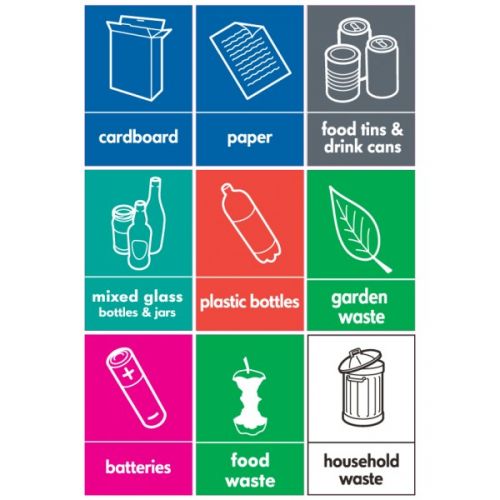 cardboard
paper
food tins &
drink cans
mixed glass
bottles & jars
plastic bottles
garden
waste
batteries
food
waste
household
waste